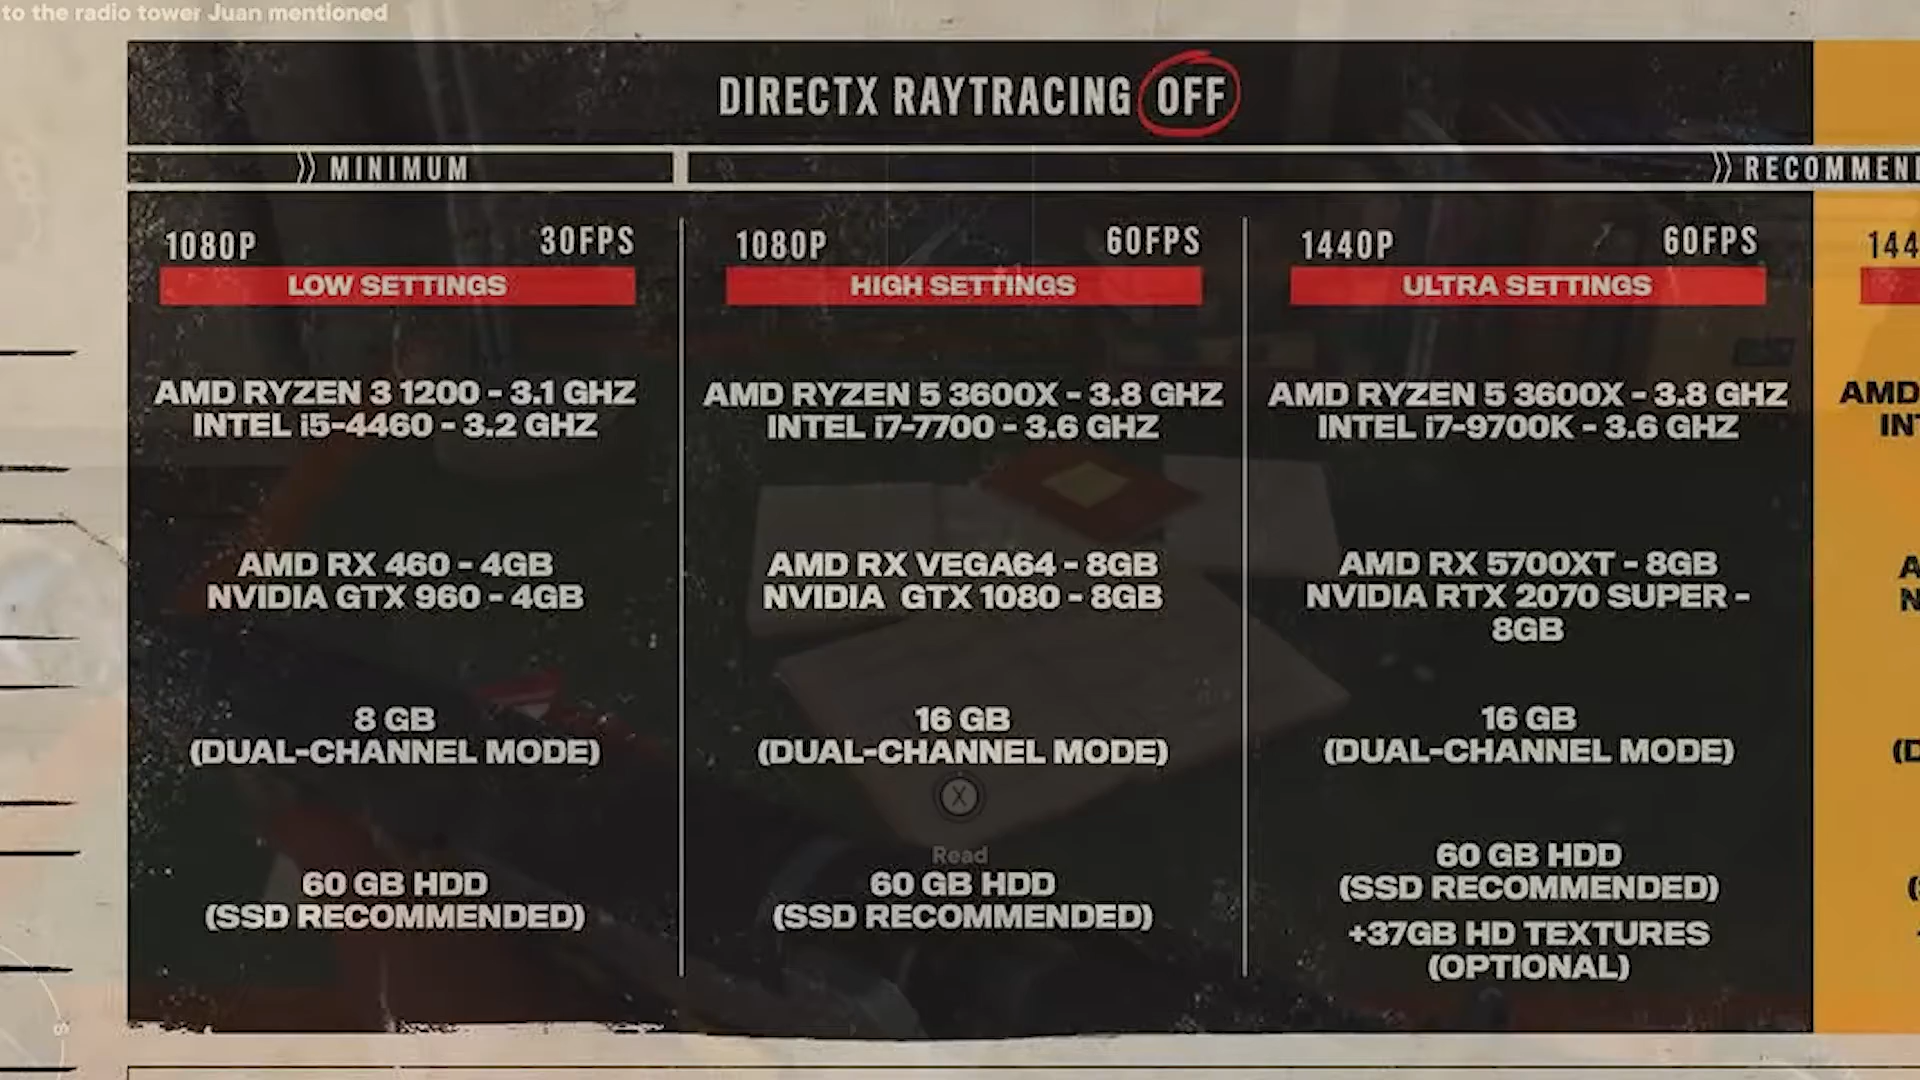 to the radio tower Juan mentioned
DIRECTX RAYTRACING OFF
MINIMUM
1080P 30FPS
LOW SETTINGS
AMD RYZEN 3 1200 - 3.1 GHZ
INTEL i5-4460 - 3.2 GHZ
AMD RX 460 - 4GB
NVIDIA GTX 960 - 4GB
8 GB
(DUAL-CHANNEL MODE)
60 GB HDD
(SSD RECOMMENDED)
RECOMMEND
1080P 60FPS
HIGH SETTINGS
AMD RYZEN 5 3600X - 3.8 GHZ
INTEL i7-7700 - 3.6 GHZ
AMD RX VEGA64 - 8GB
NVIDIA GTX 1080 - 8GB
16 GB
(DUAL-CHANNEL MODE)
X
Read
60 GB HDD
(SSD RECOMMENDED)
1440P 60FPS
ULTRA SETTINGS
AMD RYZEN 5 3600X - 3.8 GHZ
INTEL i7-9700K - 3.6 GHZ
AMD RX 5700XT - 8GB
NVIDIA RTX 2070 SUPER -
8GB
16 GB
(DUAL-CHANNEL MODE)
60 GB HDD
(SSD RECOMMENDED)
+37GB HD TEXTURES
(OPTIONAL)
144
AMD
INT
A
N
(D
(S